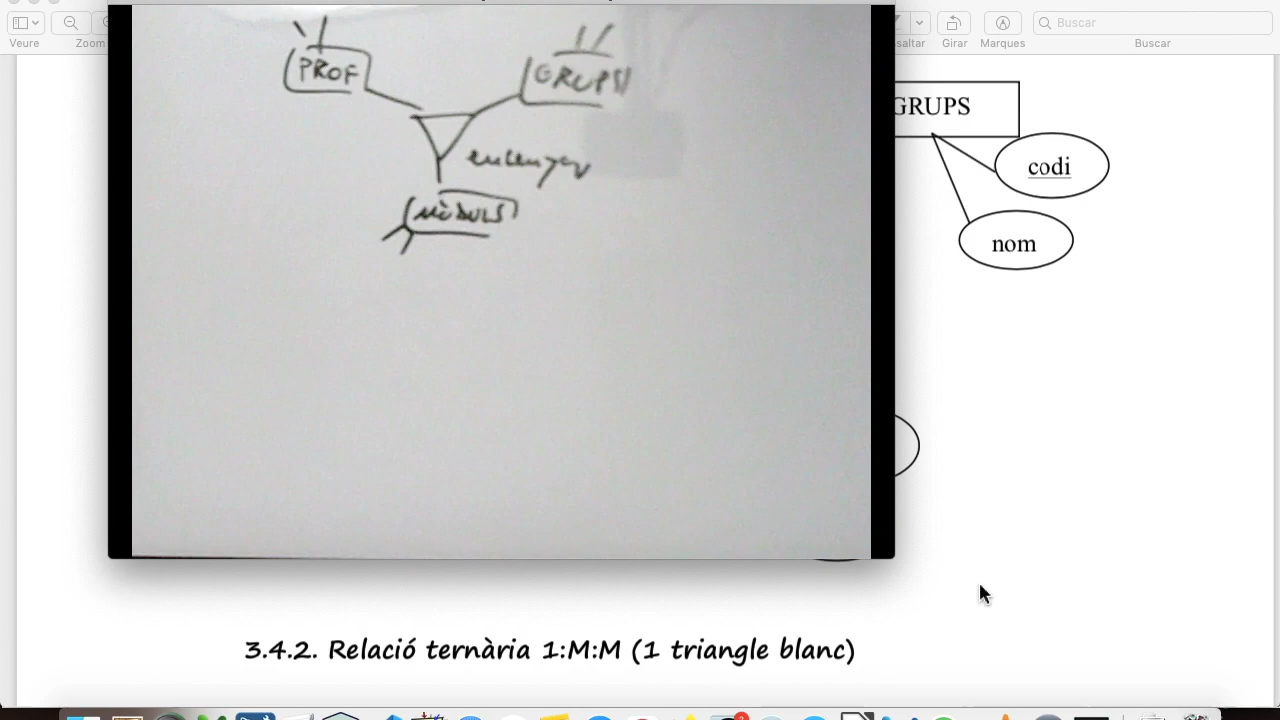 Veure
Zoom
saltar
Girar
Marques
Buscar
Buscar
PROF
GRUPS
MÒDULS
GRUPS
codi
nom
3.4.2. Relació ternària 1:M:M (1 triangle blanc)